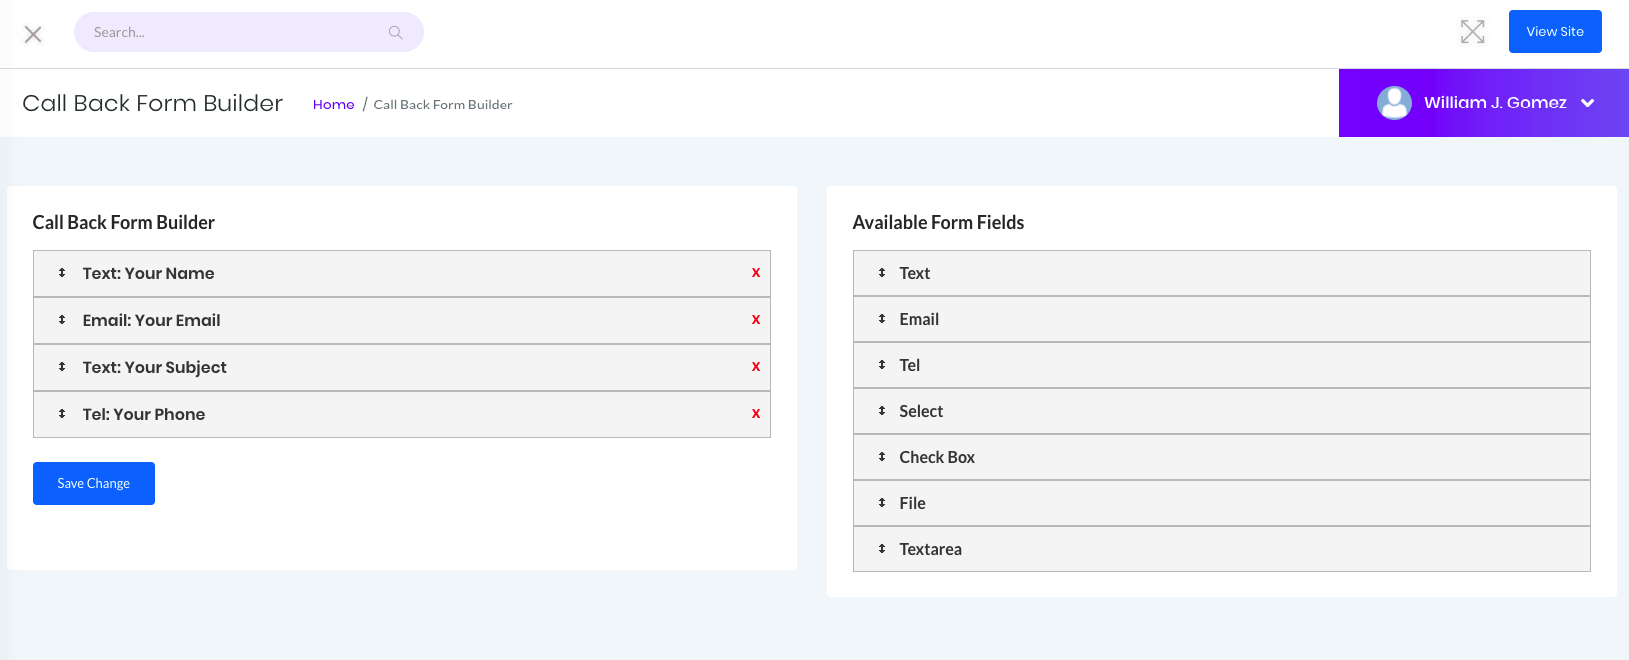 Search...
View Site
Call Back Form Builder
Home / Call Back Form Builder
William J. Gomez
Call Back Form Builder
Text: Your Name
X
Email: Your Email
X
Text: Your Subject
X
Tel: Your Phone
X
Save Change
Available Form Fields
Text
Email
Tel
Select
Check Box
File
Textarea